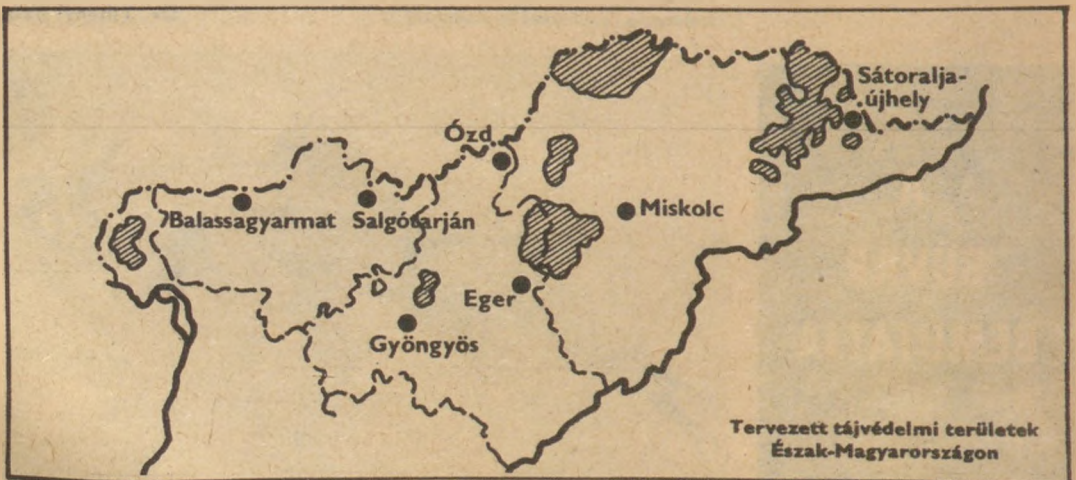 Sátoralja-
újhely
Ózd
Miskolc
Balassagyarmat
Salgótarján
Eger
Gyöngyös
Tervezett tájvédelmi területek
Észak-Magyarországon